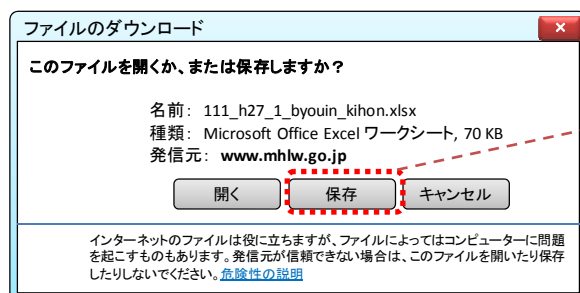 ファイルのダウンロード
×
このファイルを開くか、または保存しますか？
名前： 111_h27_1_byouin_kihon.xlsx
種類： Microsoft Office Excel ワークシート, 70 KB
発信元： www.mhlw.go.jp
開く 保存 キャンセル
インターネットのファイルは役に立ちますが、ファイルによってはコンピューターに問題
を起こすものもあります。発信元が信頼できない場合は、このファイルを開いたり保存
したりしないでください。危険性の説明